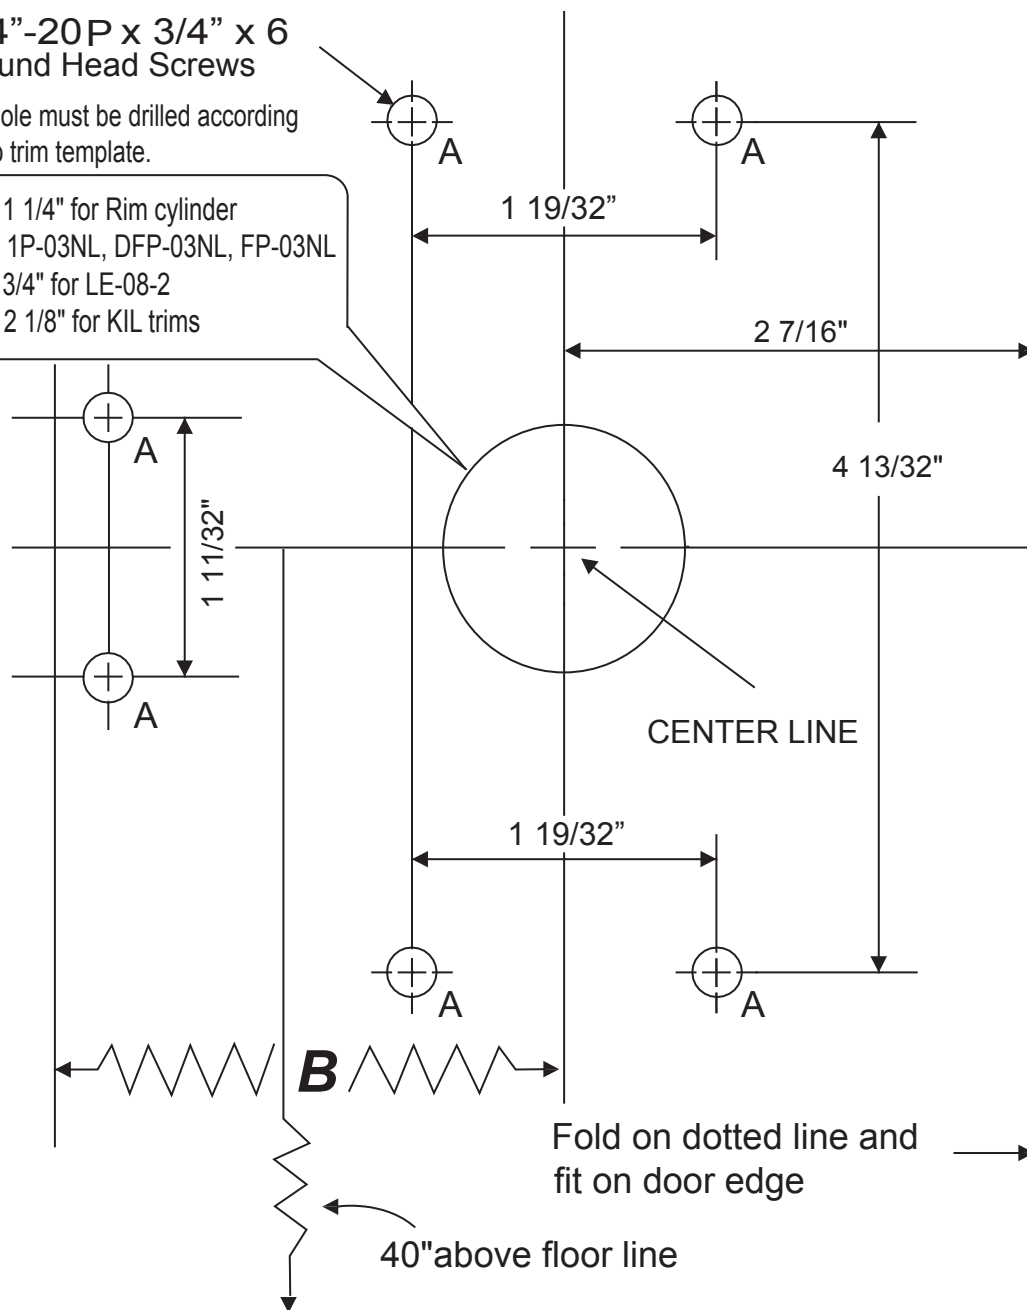 4”-20P x 3/4” x 6
und Head Screws
ole must be drilled according
o trim template.
1 1/4" for Rim cylinder
1P-03NL, DFP-03NL, FP-03NL
3/4" for LE-08-2
2 1/8" for KIL trims
A
A
1 19/32”
2 7/16"
A
4 13/32"
1 11/32"
A
CENTER LINE
1 19/32”
A
A
B
Fold on dotted line and
fit on door edge
40"above floor line